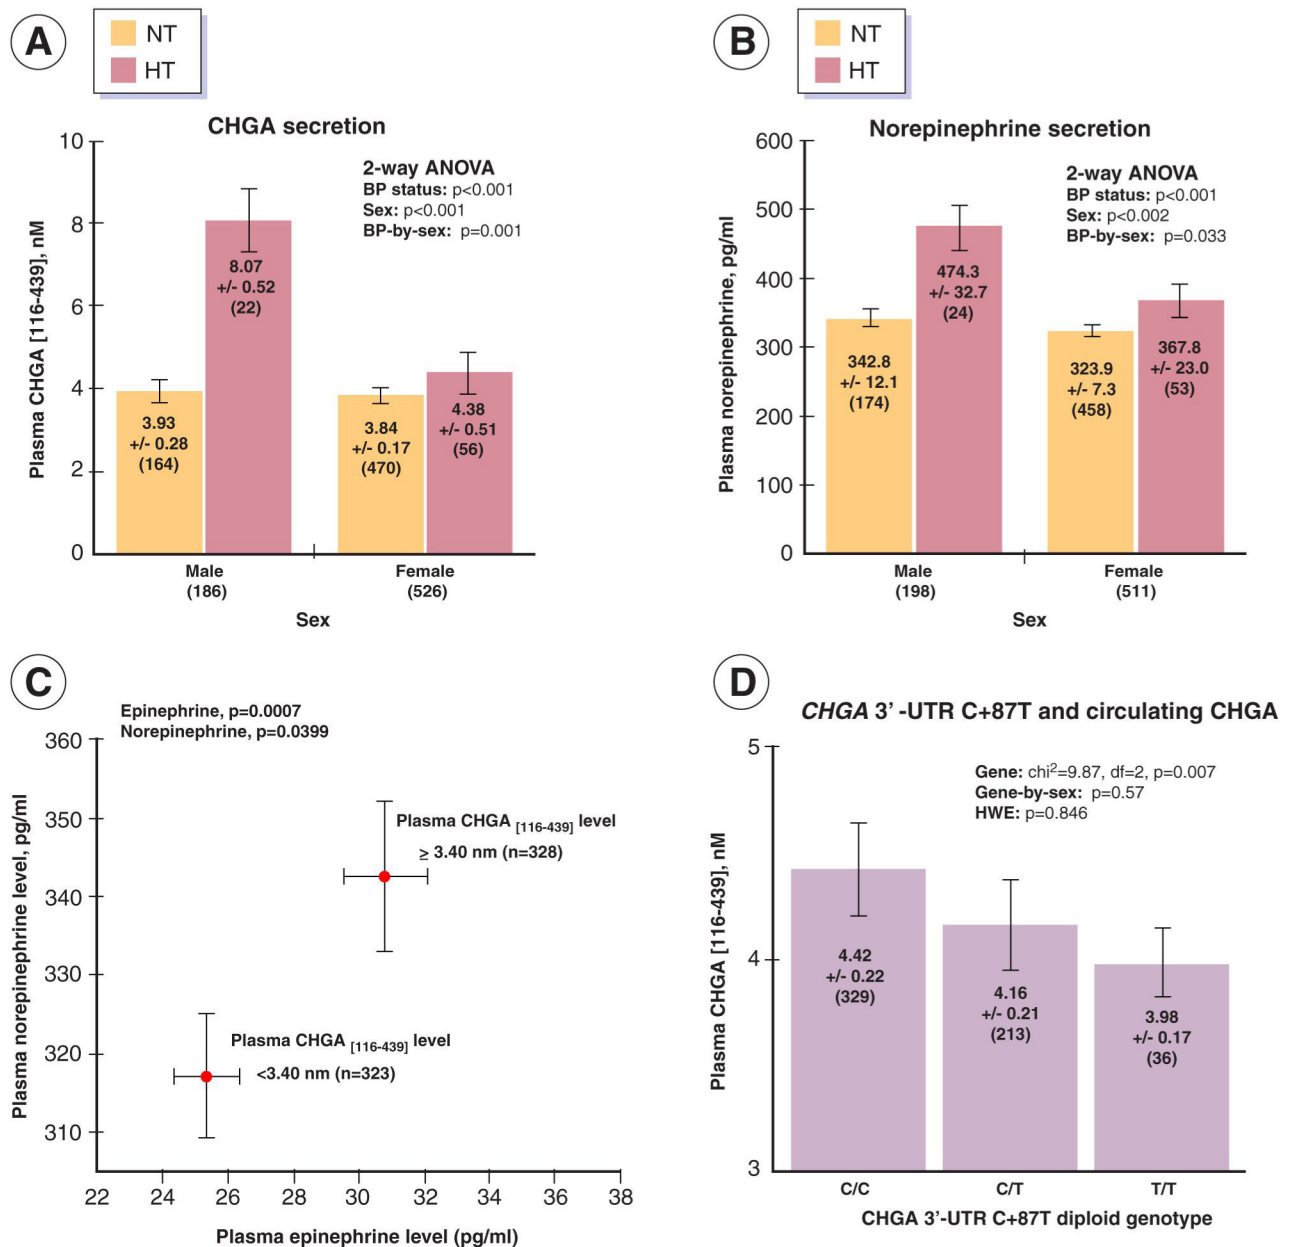 A
NT
HT
CHGA secretion
2-way ANOVA
BP status: p<0.001
Sex: p<0.001
BP-by-sex: p=0.001
Plasma CHGA [116-439], nM
10
8
6
4
2
0
3.93
+/- 0.28
(164)
8.07
+/- 0.52
(22)
3.84
+/- 0.17
(470)
4.38
+/- 0.51
(56)
Male
(186)
Female
(526)
Sex
B
NT
HT
Norepinephrine secretion
2-way ANOVA
BP status: p<0.001
Sex: p<0.002
BP-by-sex: p=0.033
Plasma norepinephrine, pg/ml
600
500
400
300
200
100
0
342.8
+/- 12.1
(174)
474.3
+/- 32.7
(24)
323.9
+/- 7.3
(458)
367.8
+/- 23.0
(53)
Male
(198)
Female
(511)
Sex
C
Epinephrine, p=0.0007
Norepinephrine, p=0.0399
Plasma norepinephrine level, pg/ml
360
350
340
330
320
310
Plasma CHGA [116-439] level
≥ 3.40 nm (n=328)
Plasma CHGA [116-439] level
<3.40 nm (n=323)
22 24 26 28 30 32 34 36 38
Plasma epinephrine level (pg/ml)
D
CHGA 3' -UTR C+87T and circulating CHGA
Gene: chi²=9.87, df=2, p=0.007
Gene-by-sex: p=0.57
HWE: p=0.846
Plasma CHGA [116-439], nM
5
4
3
4.42
+/- 0.22
(329)
4.16
+/- 0.21
(213)
3.98
+/- 0.17
(36)
C/C C/T T/T
CHGA 3'-UTR C+87T diploid genotype